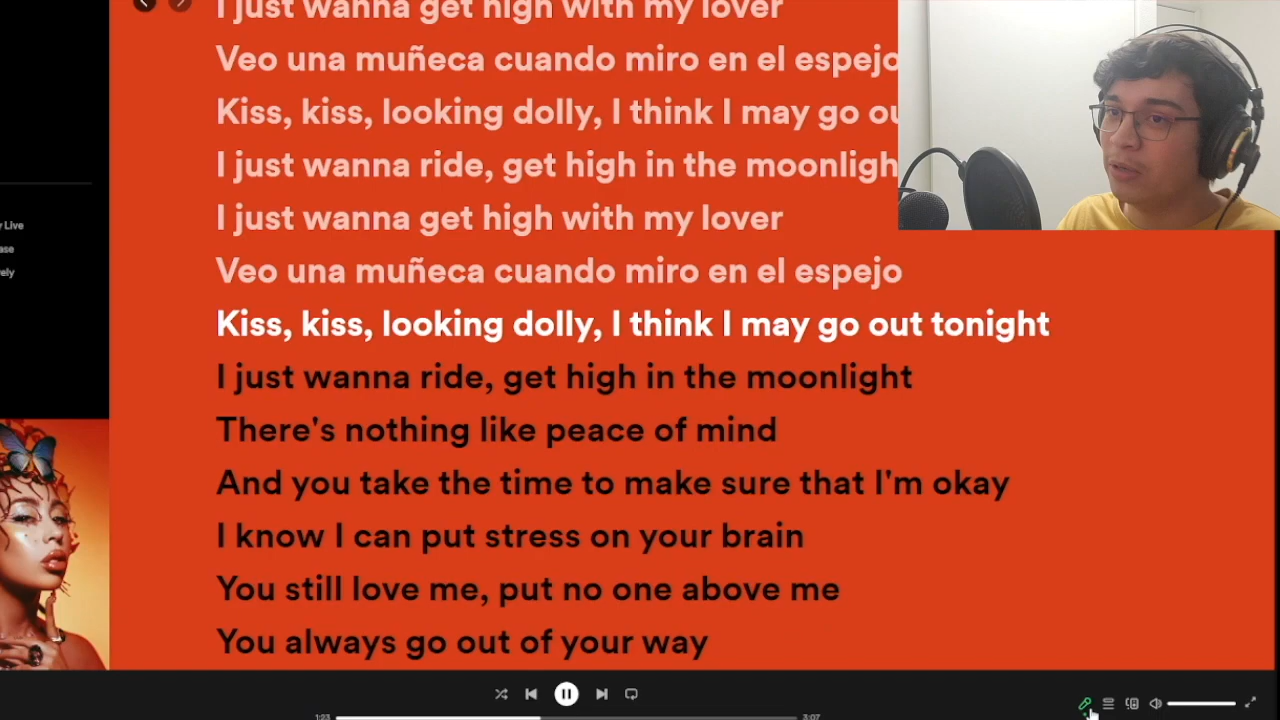 I just wanna get high with my lover
Veo una muñeca cuando miro en el espejo
Kiss, kiss, looking dolly, I think I may go
I just wanna ride, get high in the
I just wanna get high with my lover
Veo una muñeca cuando miro en el espejo
Kiss, kiss, looking dolly, I think I may go out tonight
I just wanna ride, get high in the moonlight
There's nothing like peace of mind
And you take the time to make sure that I'm okay
I know I can put stress on your brain
You still love me, put no one above me
You always go out of your way
Live
1:23
3:07